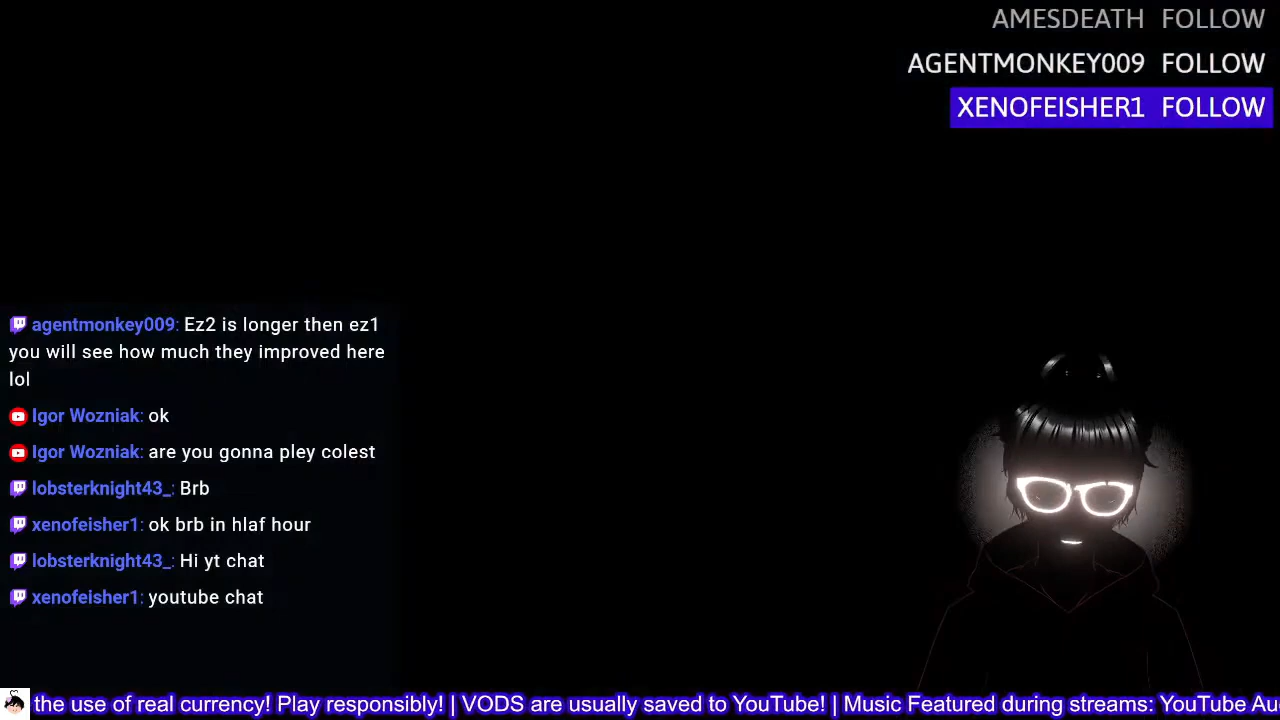 AMESDEATH FOLLOW
AGENTMONKEY009 FOLLOW
XENOFEISHER1 FOLLOW
agentmonkey009: Ez2 is longer then ez1
you will see how much they improved here
lol
Igor Wozniak: ok
Igor Wozniak: are you gonna pley colest
lobsterknight43_: Brb
xenofeisher1: ok brb in hlaf hour
lobsterknight43_: Hi yt chat
xenofeisher1: youtube chat
the use of real currency! Play responsibly! | VODS are usually saved to YouTube! | Music Featured during streams: YouTube Au